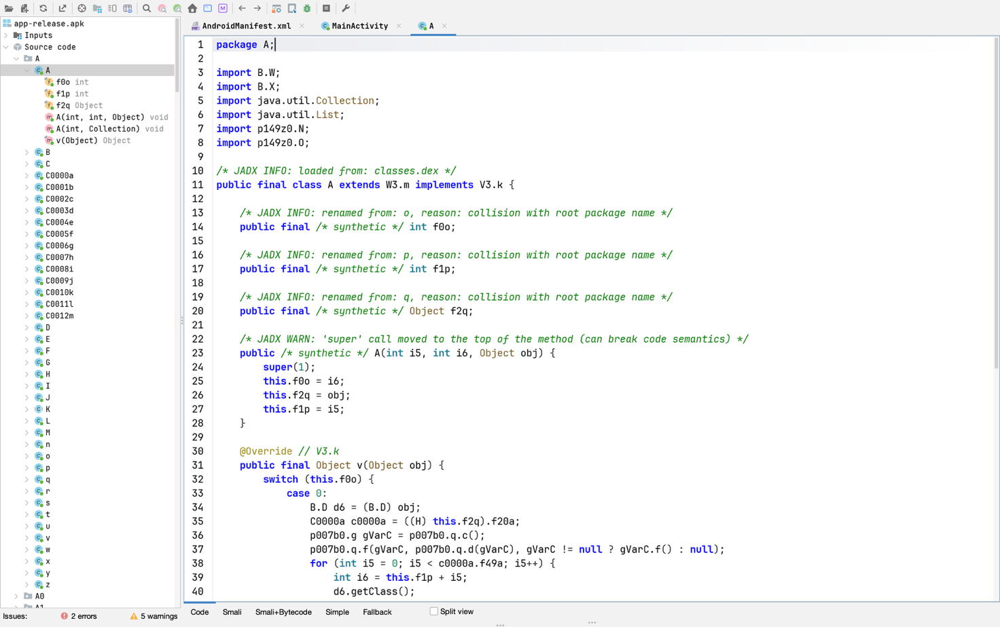 AndroidManifest.xml
MainActivity
A
app-release.apk
Inputs
Source code
A
A
f0o int
f1p int
f2q Object
A(int, int, Object) void
A(int, Collection) void
v(Object) Object
B
C
C0000a
C0001b
C0002c
C0003d
C0004e
C0005f
C0006g
C0007h
C0008i
C0009j
C0010k
C0011l
C0012m
D
E
F
G
H
I
J
K
L
M
n
o
p
q
r
s
t
u
v
w
x
y
z
A0
A1
1 package A;
2
3 import B.W;
4 import B.X;
5 import java.util.Collection;
6 import java.util.List;
7 import p149z0.N;
8 import p149z0.O;
9
10 /* JADX INFO: loaded from: classes.dex */
11 public final class A extends W3.m implements V3.k {
12
13 /* JADX INFO: renamed from: o, reason: collision with root package name */
14 public final /* synthetic */ int f0o;
15
16 /* JADX INFO: renamed from: p, reason: collision with root package name */
17 public final /* synthetic */ int f1p;
18
19 /* JADX INFO: renamed from: q, reason: collision with root package name */
20 public final /* synthetic */ Object f2q;
21
22 /* JADX WARN: 'super' call moved to the top of the method (can break code semantics) */
23 public /* synthetic */ A(int i5, int i6, Object obj) {
24 super(1);
25 this.f0o = i6;
26 this.f2q = obj;
27 this.f1p = i5;
28 }
29
30 @Override // V3.k
31 public final Object v(Object obj) {
32 switch (this.f0o) {
33 case 0:
34 B.D d6 = (B.D) obj;
35 C0000a c0000a = ((H) this.f2q).f20a;
36 p007b0.g gVarC = p007b0.q.c();
37 p007b0.q.f(gVarC, p007b0.q.d(gVarC), gVarC != null ? gVarC.f() : null);
38 for (int i5 = 0; i5 < c0000a.f49a; i5++) {
39 int i6 = this.f1p + i5;
40 d6.getClass();
Issues: 2 errors 5 warnings
Code Smali Smali+Bytecode Simple Fallback Split view